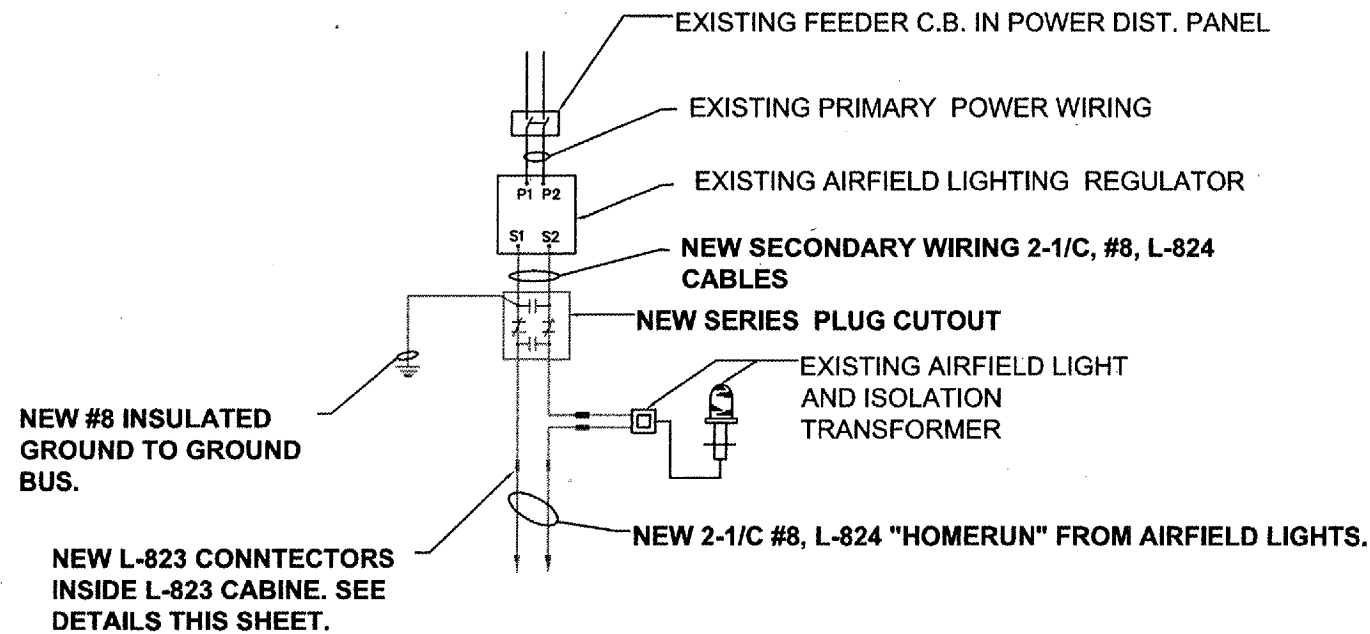 EXISTING FEEDER C.B. IN POWER DIST. PANEL
EXISTING PRIMARY POWER WIRING
P1 P2
EXISTING AIRFIELD LIGHTING REGULATOR
S1 S2
NEW SECONDARY WIRING 2-1/C, #8, L-824
CABLES
NEW SERIES PLUG CUTOUT
EXISTING AIRFIELD LIGHT
AND ISOLATION
TRANSFORMER
NEW #8 INSULATED
GROUND TO GROUND
BUS.
NEW 2-1/C #8, L-824 "HOMERUN" FROM AIRFIELD LIGHTS.
NEW L-823 CONNTECTORS
INSIDE L-823 CABINE. SEE
DETAILS THIS SHEET.